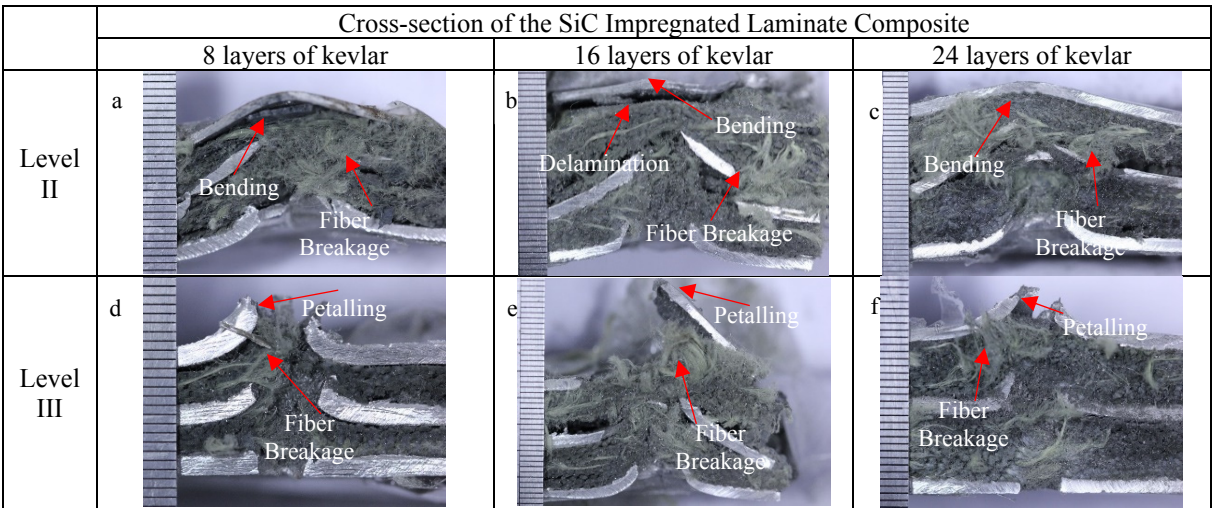 Cross-section of the SiC Impregnated Laminate Composite
8 layers of kevlar
16 layers of kevlar
24 layers of kevlar
Level
II
a
Bending
Fiber
Breakage
b
Bending
Delamination
Fiber Breakage
c
Bending
Fiber
Breakage
Level
III
d
Petalling
Fiber
Breakage
e
Petalling
Fiber
Breakage
f
Petalling
Fiber
Breakage